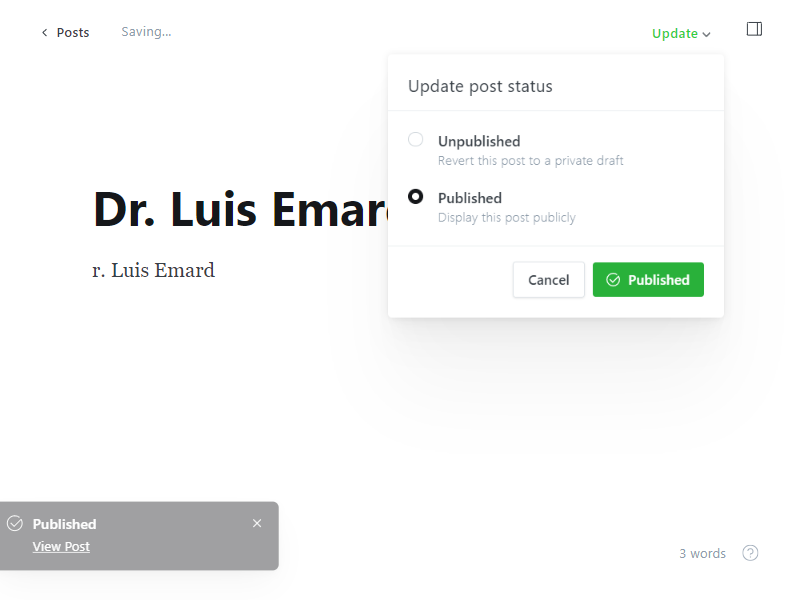 Posts
Saving...
Update
Update post status
Unpublished
Revert this post to a private draft
Published
Display this post publicly
Cancel
Published
Dr. Luis Emard
r. Luis Emard
Published
View Post
3 words
?